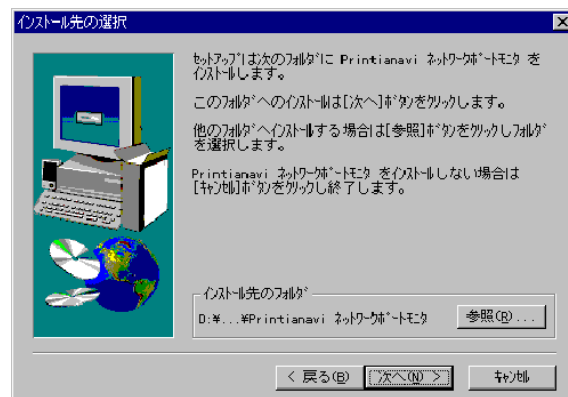 インストール先の選択
セットアップは次のフォルダに Printianavi ネットワークポートモニタ を
インストールします。
このフォルダへのインストールは[次へ]ボタンをクリックします。
他のフォルダへインストールする場合は[参照]ボタンをクリックしフォルダ
を選択します。
Printianavi ネットワークポートモニタ をインストールしない場合は
[キャンセル]ボタンをクリックし終了します。
インストール先のフォルダ
D:¥...¥Printianavi ネットワークポートモニタ
参照(R)...
< 戻る(B)
次へ(N) >
キャンセル